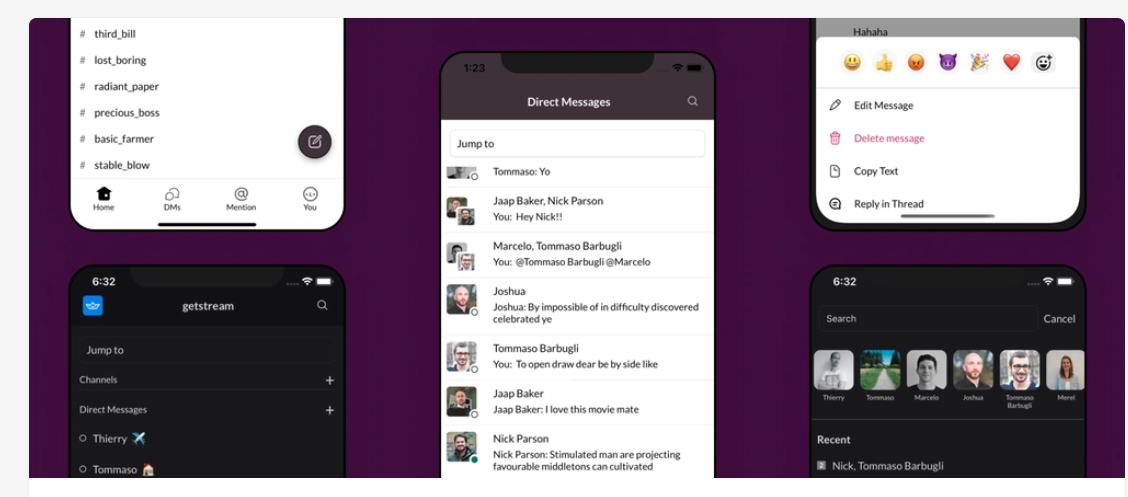 # third_bill
# lost_boring
# radiant_paper
# precious_boss
# basic_farmer
# stable_blow
Home DMs Mention You
6:32
getstream
Jump to
Channels +
Direct Messages +
Thierry ✈️
Tommaso 🏠
1:23
Direct Messages
Jump to
Tommaso: Yo
Jaap Baker, Nick Parson
You: Hey Nick!!
Marcelo, Tommaso Barbugli
You: @Tommaso Barbugli @Marcelo
Joshua
Joshua: By impossible of in difficulty discovered
celebrated ye
Tommaso Barbugli
You: To open draw dear be by side like
Jaap Baker
Jaap Baker: I love this movie mate
Nick Parson
Nick Parson: Stimulated man are projecting
favourable middletons can cultivated
Hahaha
Edit Message
Delete message
Copy Text
Reply in Thread
6:32
Search Cancel
Thierry Tommaso Marcelo Joshua Tommaso Merel
Barbugli
Recent
2 Nick, Tommaso Barbugli